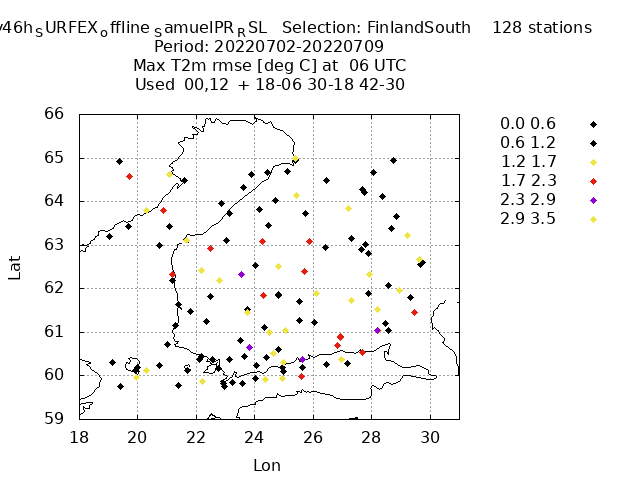 y46hSURFEXoffline SamuelPRRSL Selection: FinlandSouth 128 stations
Period: 20220702-20220709
Max T2m rmse [deg C] at 06 UTC
Used 00,12 + 18-06 30-18 42-30
66
65
64
63
62
61
60
59
18 20 22 24 26 28 30
Lat
Lon
0.0 0.6
0.6 1.2
1.2 1.7
1.7 2.3
2.3 2.9
2.9 3.5